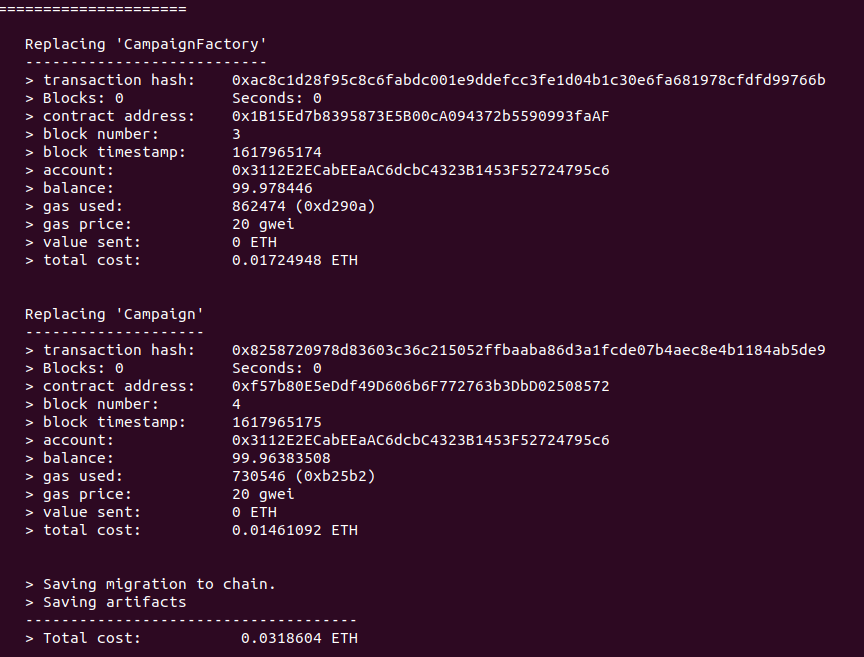 =====================
Replacing 'CampaignFactory'
---------------------------
> transaction hash:    0xac8c1d28f95c8c6fabdc001e9ddefcc3fe1d04b1c30e6fa681978cfdfd99766b
> Blocks: 0            Seconds: 0
> contract address:    0x1B15Ed7b8395873E5B00cA094372b5590993faAF
> block number:        3
> block timestamp:     1617965174
> account:             0x3112E2ECabEEaAC6dcbC4323B1453F52724795c6
> balance:             99.978446
> gas used:            862474 (0xd290a)
> gas price:           20 gwei
> value sent:          0 ETH
> total cost:          0.01724948 ETH
Replacing 'Campaign'
--------------------
> transaction hash:    0x8258720978d83603c36c215052ffbaaba86d3a1fcde07b4aec8e4b1184ab5de9
> Blocks: 0            Seconds: 0
> contract address:    0xf57b80E5eDdf49D606b6F772763b3DbD02508572
> block number:        4
> block timestamp:     1617965175
> account:             0x3112E2ECabEEaAC6dcbC4323B1453F52724795c6
> balance:             99.96383508
> gas used:            730546 (0xb25b2)
> gas price:           20 gwei
> value sent:          0 ETH
> total cost:          0.01461092 ETH
> Saving migration to chain.
> Saving artifacts
-------------------------------------
> Total cost:           0.0318604 ETH